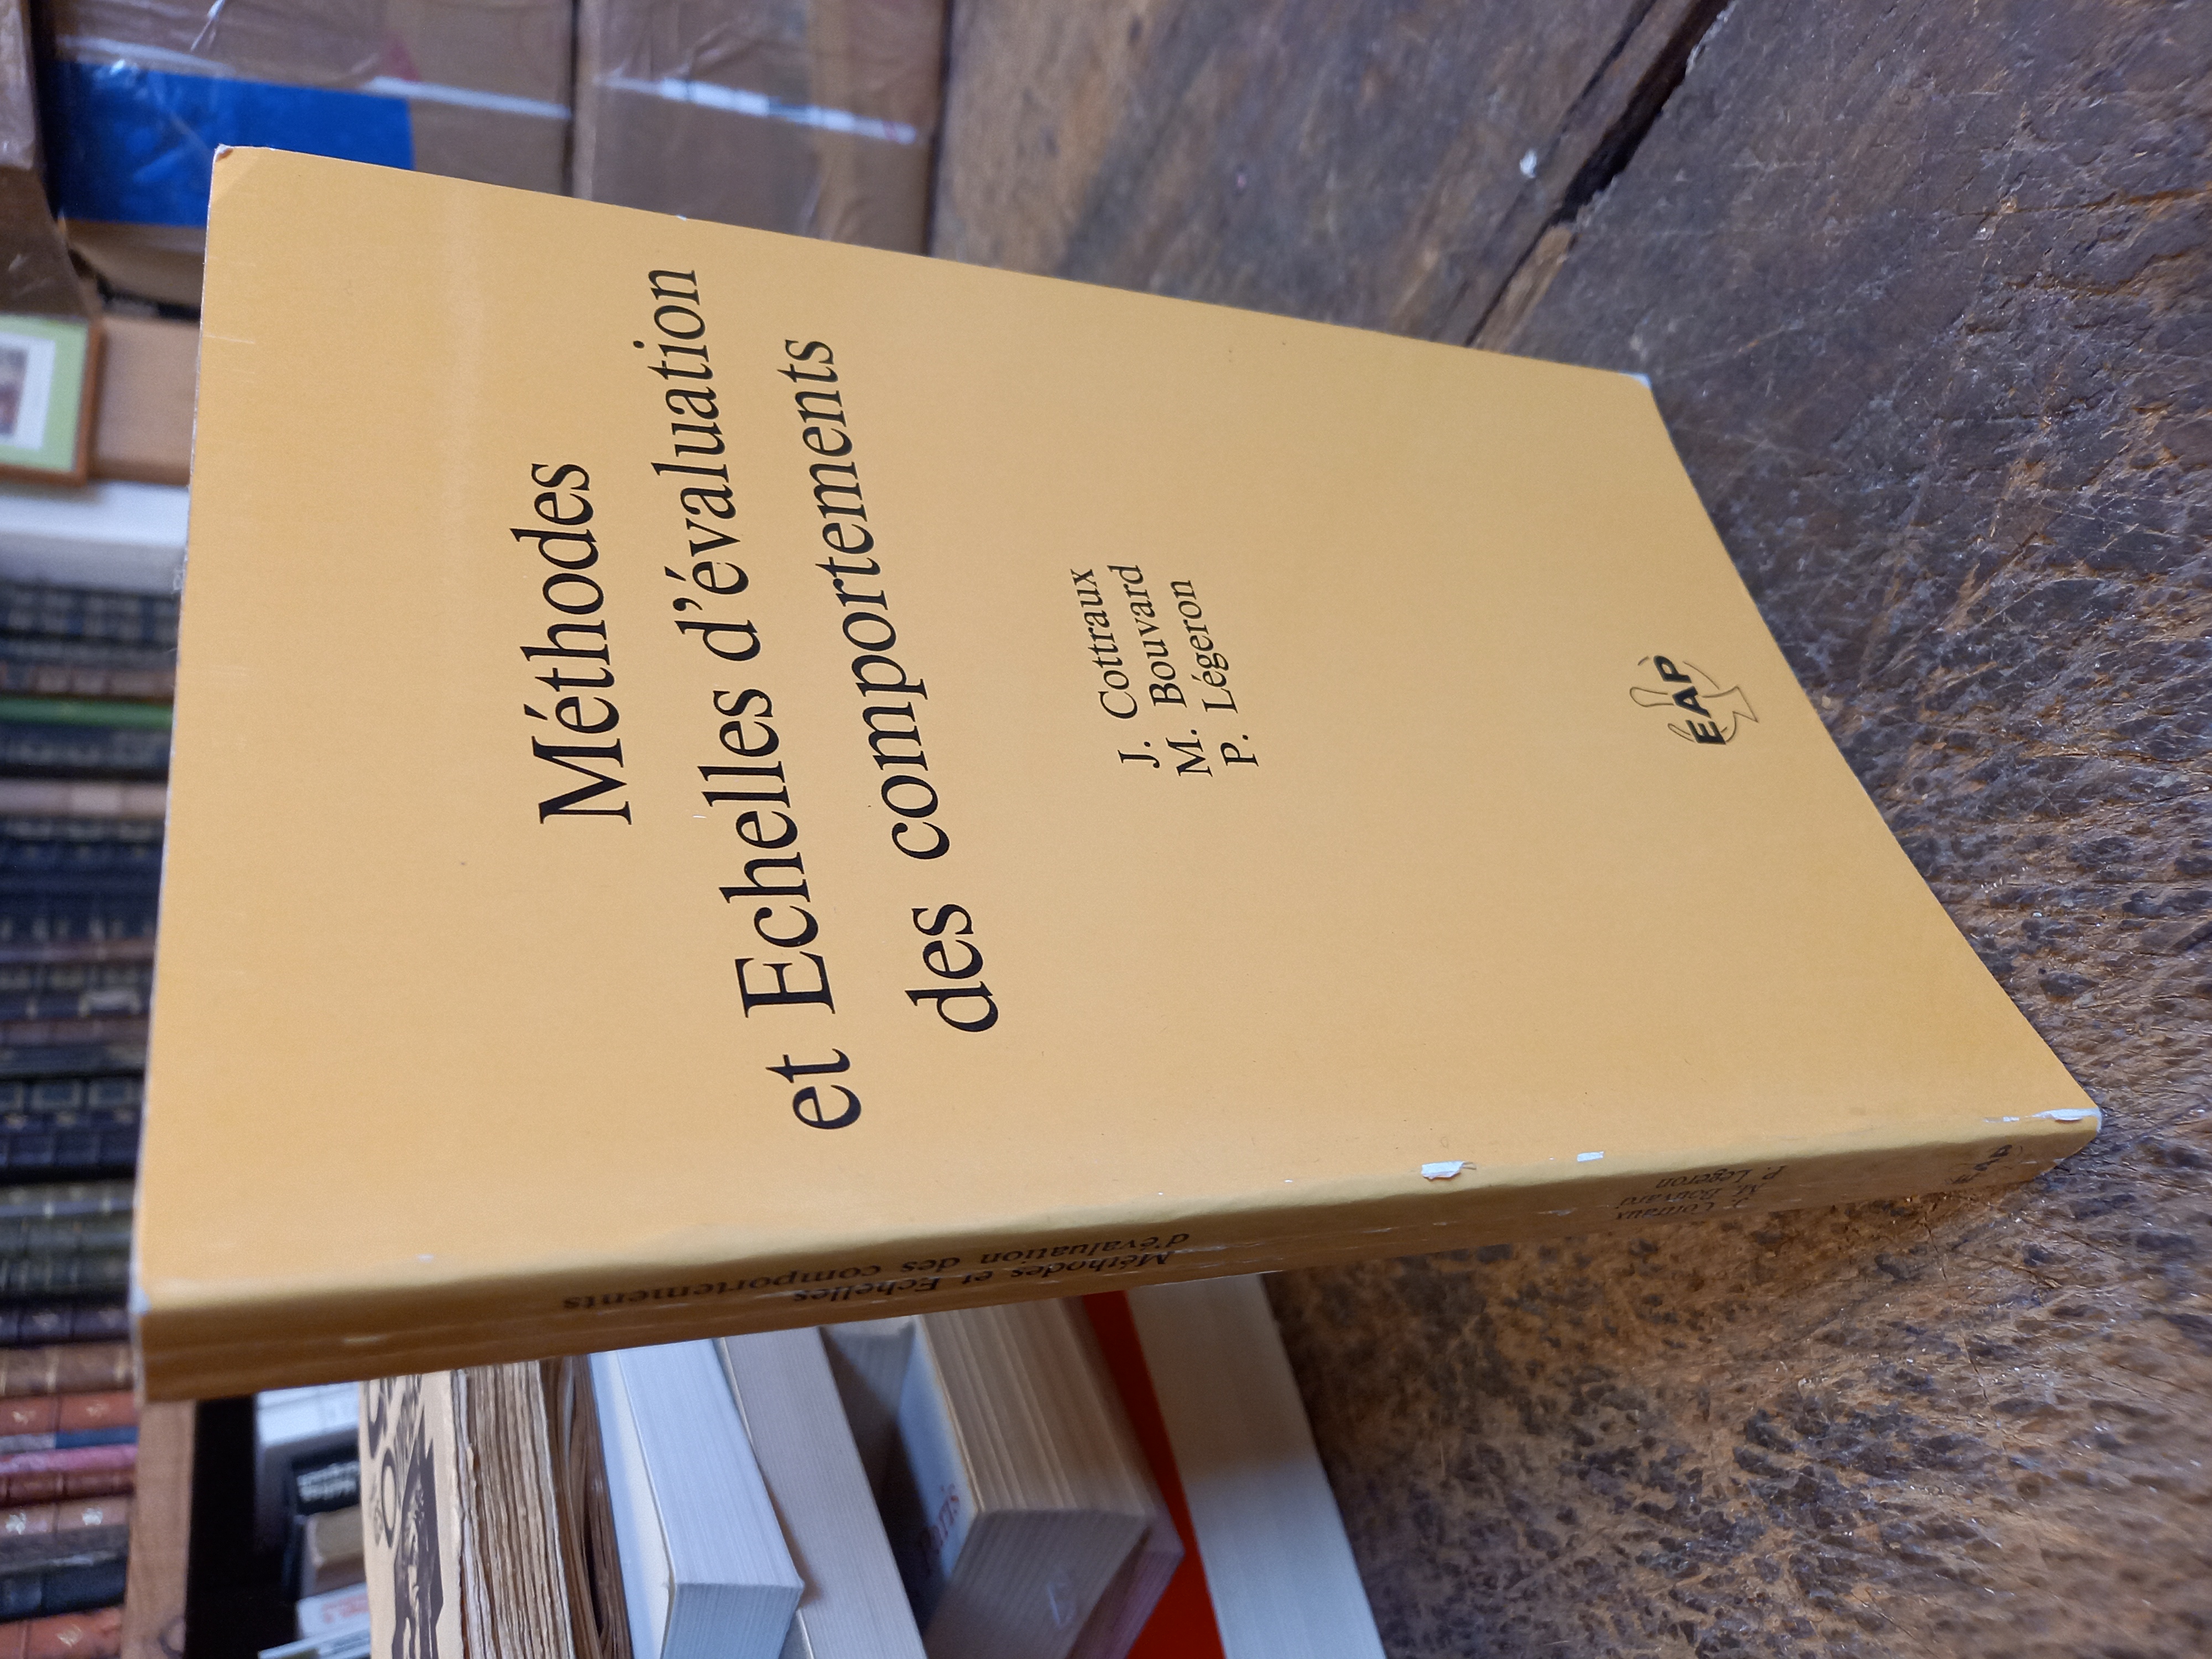 Méthodes
et Echelles d'évaluation
des comportements
J. Cottraux
M. Bouvard
P. Légeron
EAP
Méthodes et Echelles
d'évaluation des comportements
J. Cottraux
M. Bouvard
P. Légeron
EAP
Paris